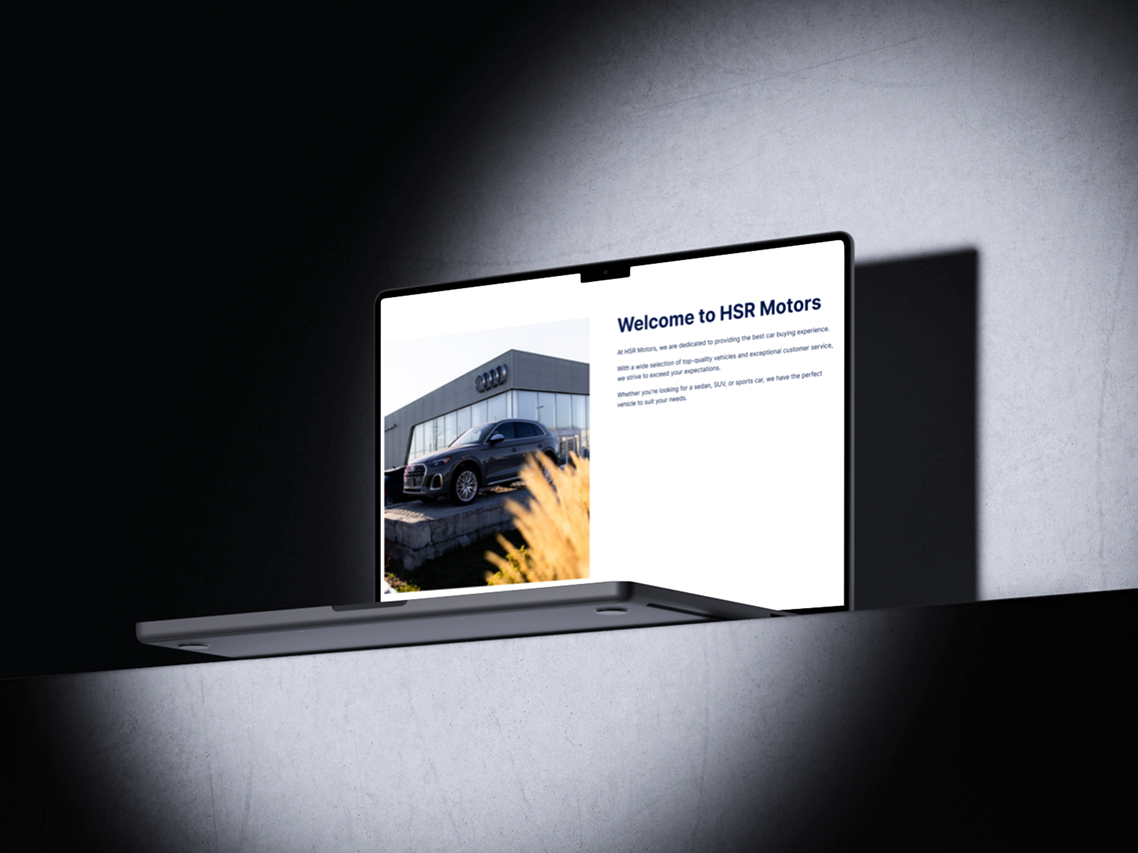 Welcome to HSR Motors
At HSR Motors, we are dedicated to providing the best car buying experience.
With a wide selection of top-quality vehicles and exceptional customer service,
we strive to exceed your expectations.
Whether you're looking for a sedan, SUV, or sports car, we have the perfect
vehicle to suit your needs.